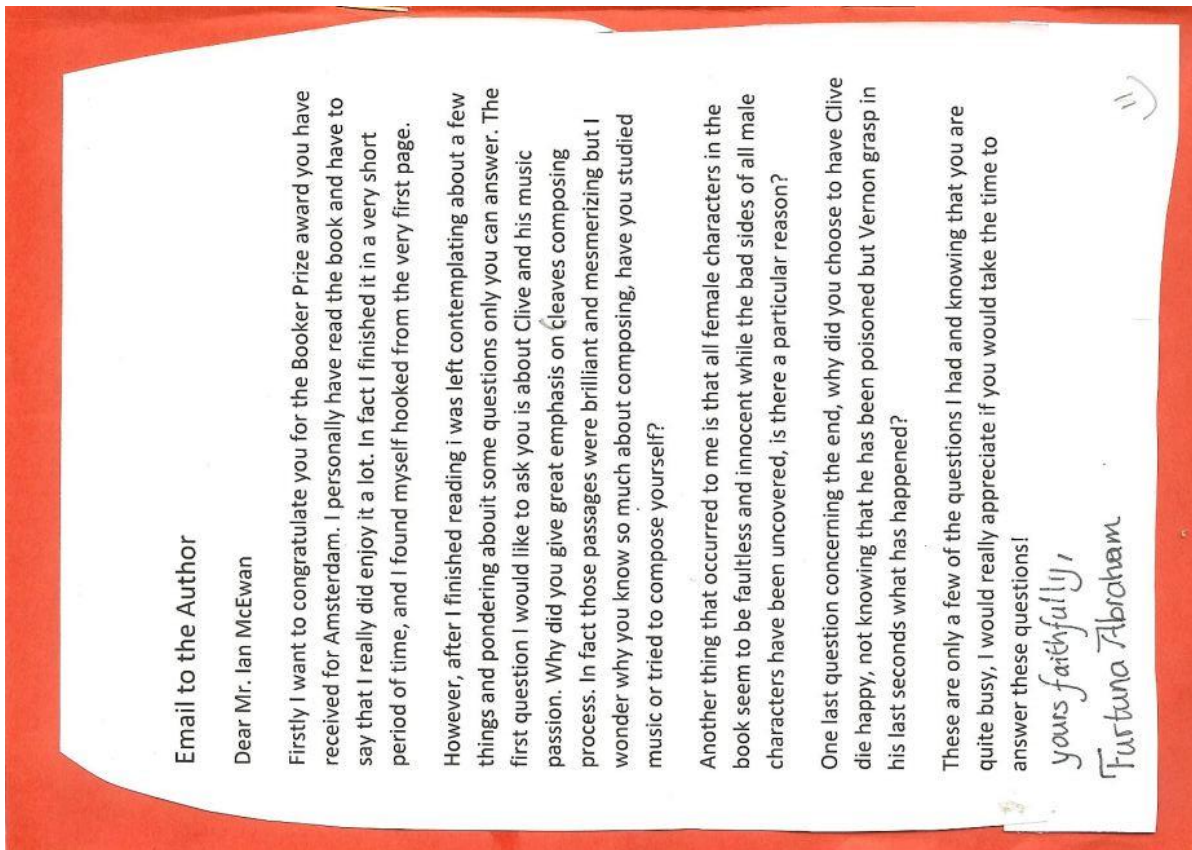 Email to the Author
Dear Mr. Ian McEwan
Firstly I want to congratulate you for the Booker Prize award you have
received for Amsterdam. I personally have read the book and have to
say that I really did enjoy it a lot. In fact I finished it in a very short
period of time, and I found myself hooked from the very first page.
However, after I finished reading i was left contemplating about a few
things and pondering abouit some questions only you can answer. The
first question I would like to ask you is about Clive and his music
passion. Why did you give great emphasis on Cleaves composing
process. In fact those passages were brilliant and mesmerizing but I
wonder why you know so much about composing, have you studied
music or tried to compose yourself?
Another thing that occurred to me is that all female characters in the
book seem to be faultless and innocent while the bad sides of all male
characters have been uncovered, is there a particular reason?
One last question concerning the end, why did you choose to have Clive
die happy, not knowing that he has been poisoned but Vernon grasp in
his last seconds what has happened?
These are only a few of the questions I had and knowing that you are
quite busy, I would really appreciate if you would take the time to
answer these questions!
yours faithfully,
Furtuna Abraham =)